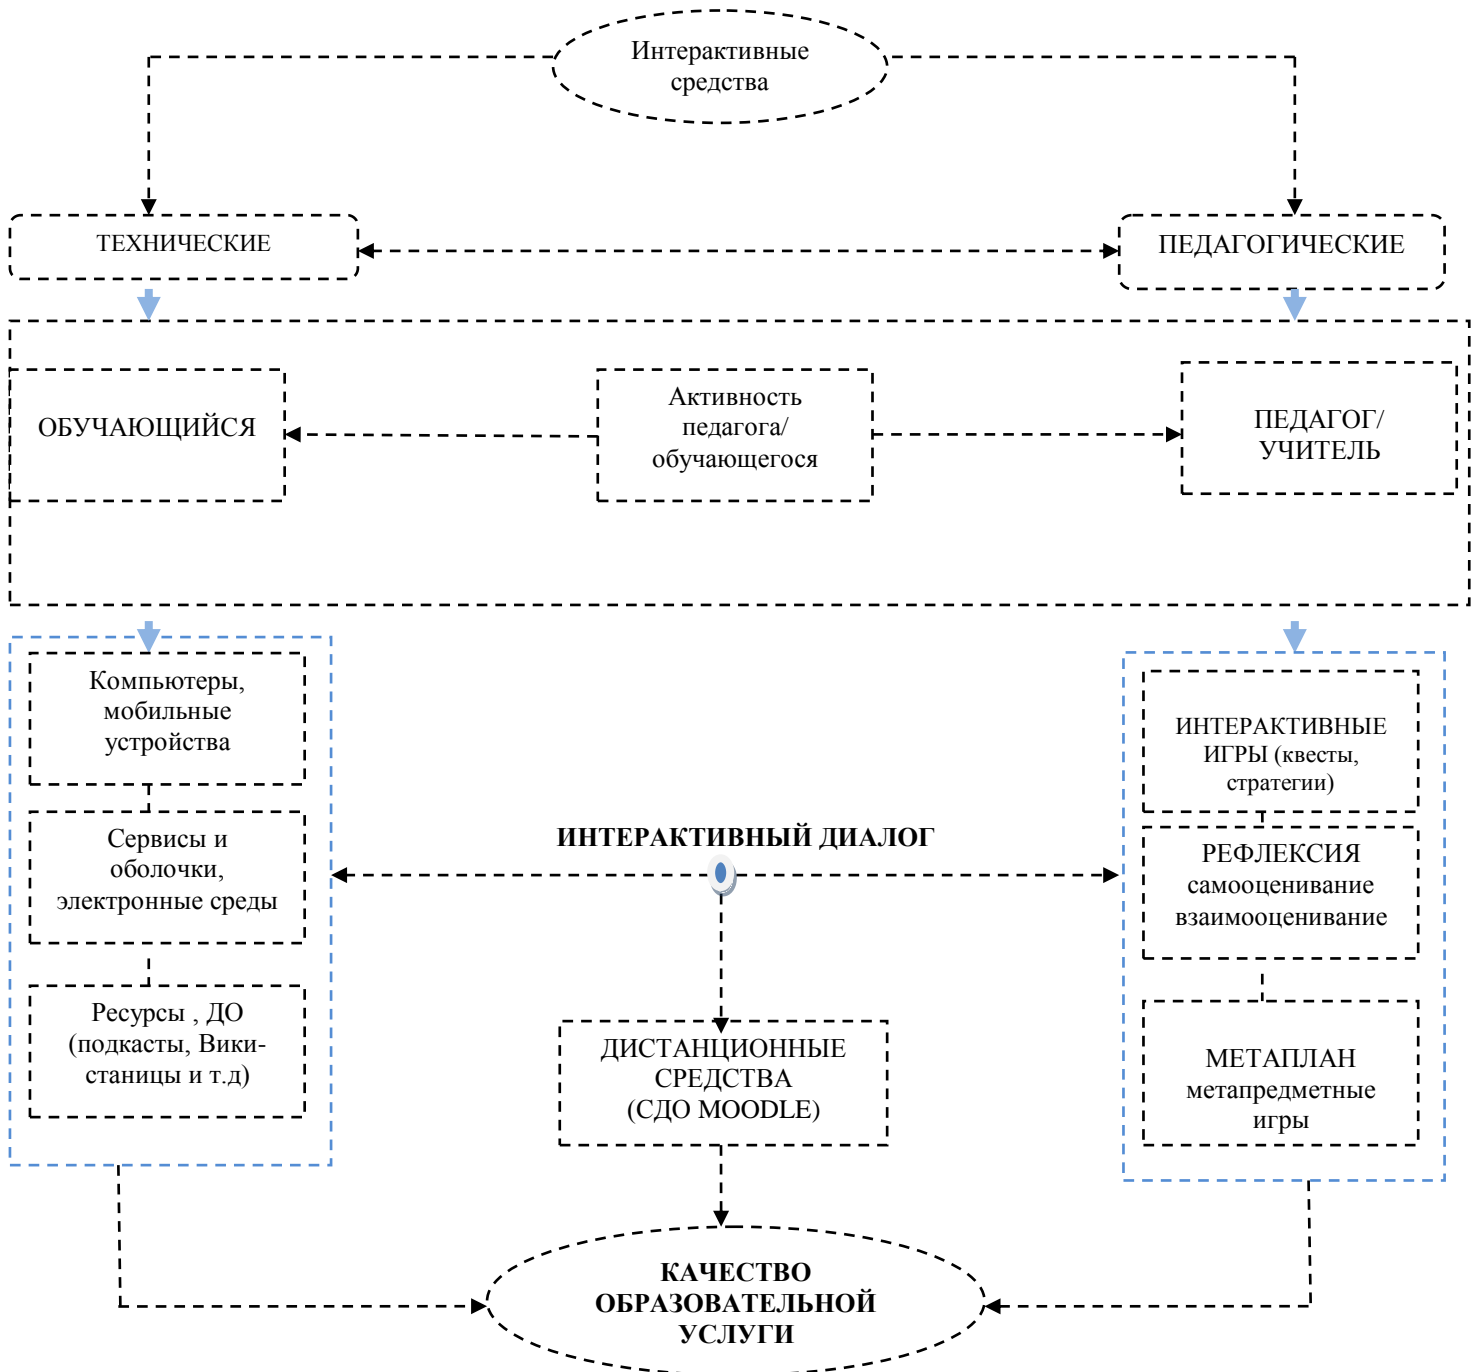 Интерактивные
средства
ТЕХНИЧЕСКИЕ
ПЕДАГОГИЧЕСКИЕ
ОБУЧАЮЩИЙСЯ
Активность
педагога/
обучающегося
ПЕДАГОГ/
УЧИТЕЛЬ
Компьютеры,
мобильные
устройства
Сервисы и
оболочки,
электронные среды
Ресурсы , ДО
(подкасты, Вики-
станицы и т.д)
ИНТЕРАКТИВНЫЙ ДИАЛОГ
ДИСТАНЦИОННЫЕ
СРЕДСТВА
(СДО MOODLE)
ИНТЕРАКТИВНЫЕ
ИГРЫ (квесты,
стратегии)
РЕФЛЕКСИЯ
самооценивание
взаимооценивание
МЕТАПЛАН
метапредметные
игры
КАЧЕСТВО
ОБРАЗОВАТЕЛЬНОЙ
УСЛУГИ